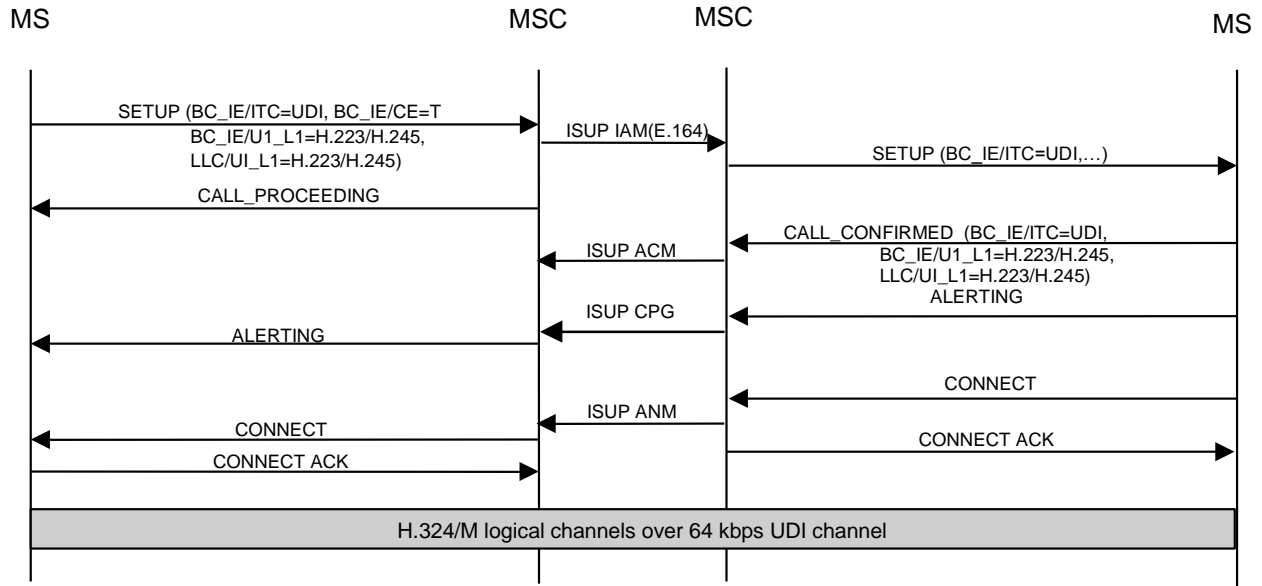 MS MSC MSC MS
SETUP (BC_IE/ITC=UDI, BC_IE/CE=T
BC_IE/U1_L1=H.223/H.245,
LLC/UI_L1=H.223/H.245)
ISUP IAM(E.164)
SETUP (BC_IE/ITC=UDI,…)
CALL_PROCEEDING
CALL_CONFIRMED (BC_IE/ITC=UDI,
BC_IE/U1_L1=H.223/H.245,
LLC/UI_L1=H.223/H.245)
ISUP ACM
ALERTING
ISUP CPG
ALERTING
CONNECT
ISUP ANM
CONNECT
CONNECT ACK
CONNECT ACK
H.324/M logical channels over 64 kbps UDI channel